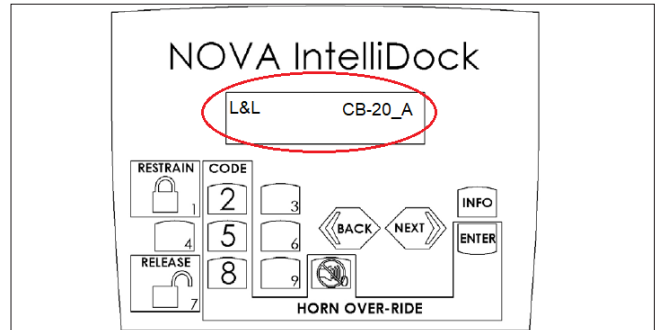 NOVA IntelliDock
L&L CB-20_A
RESTRAIN CODE
1 2 3
INFO
BACK NEXT
4 5 6
ENTER
RELEASE
7 8 9
HORN OVER-RIDE